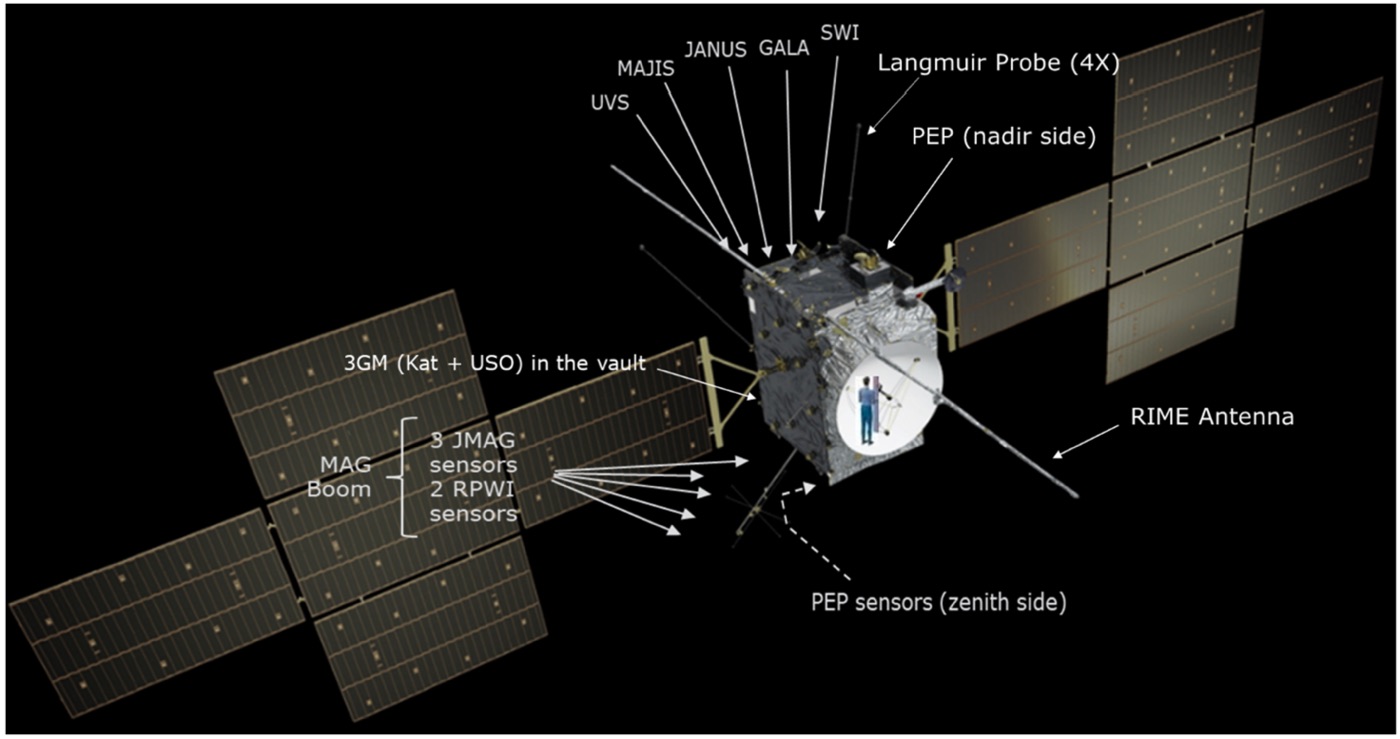 SWI
JANUS GALA
MAJIS
UVS
Langmuir Probe (4X)
PEP (nadir side)
3GM (Kat + USO) in the vault
RIME Antenna
MAG
Boom
3 JMAG
sensors
2 RPWI
sensors
PEP sensors (zenith side)